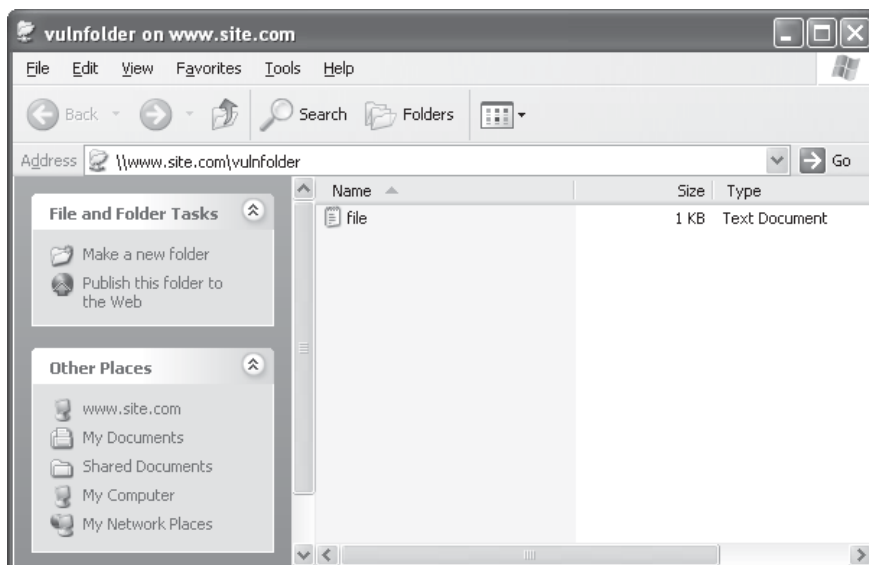 vulnfolder on www.site.com
File Edit View Favorites Tools Help
Back Search Folders
Address \\www.site.com\vulnfolder Go
File and Folder Tasks
Make a new folder
Publish this folder to
the Web
Other Places
www.site.com
My Documents
Shared Documents
My Computer
My Network Places
Name Size Type
file 1 KB Text Document